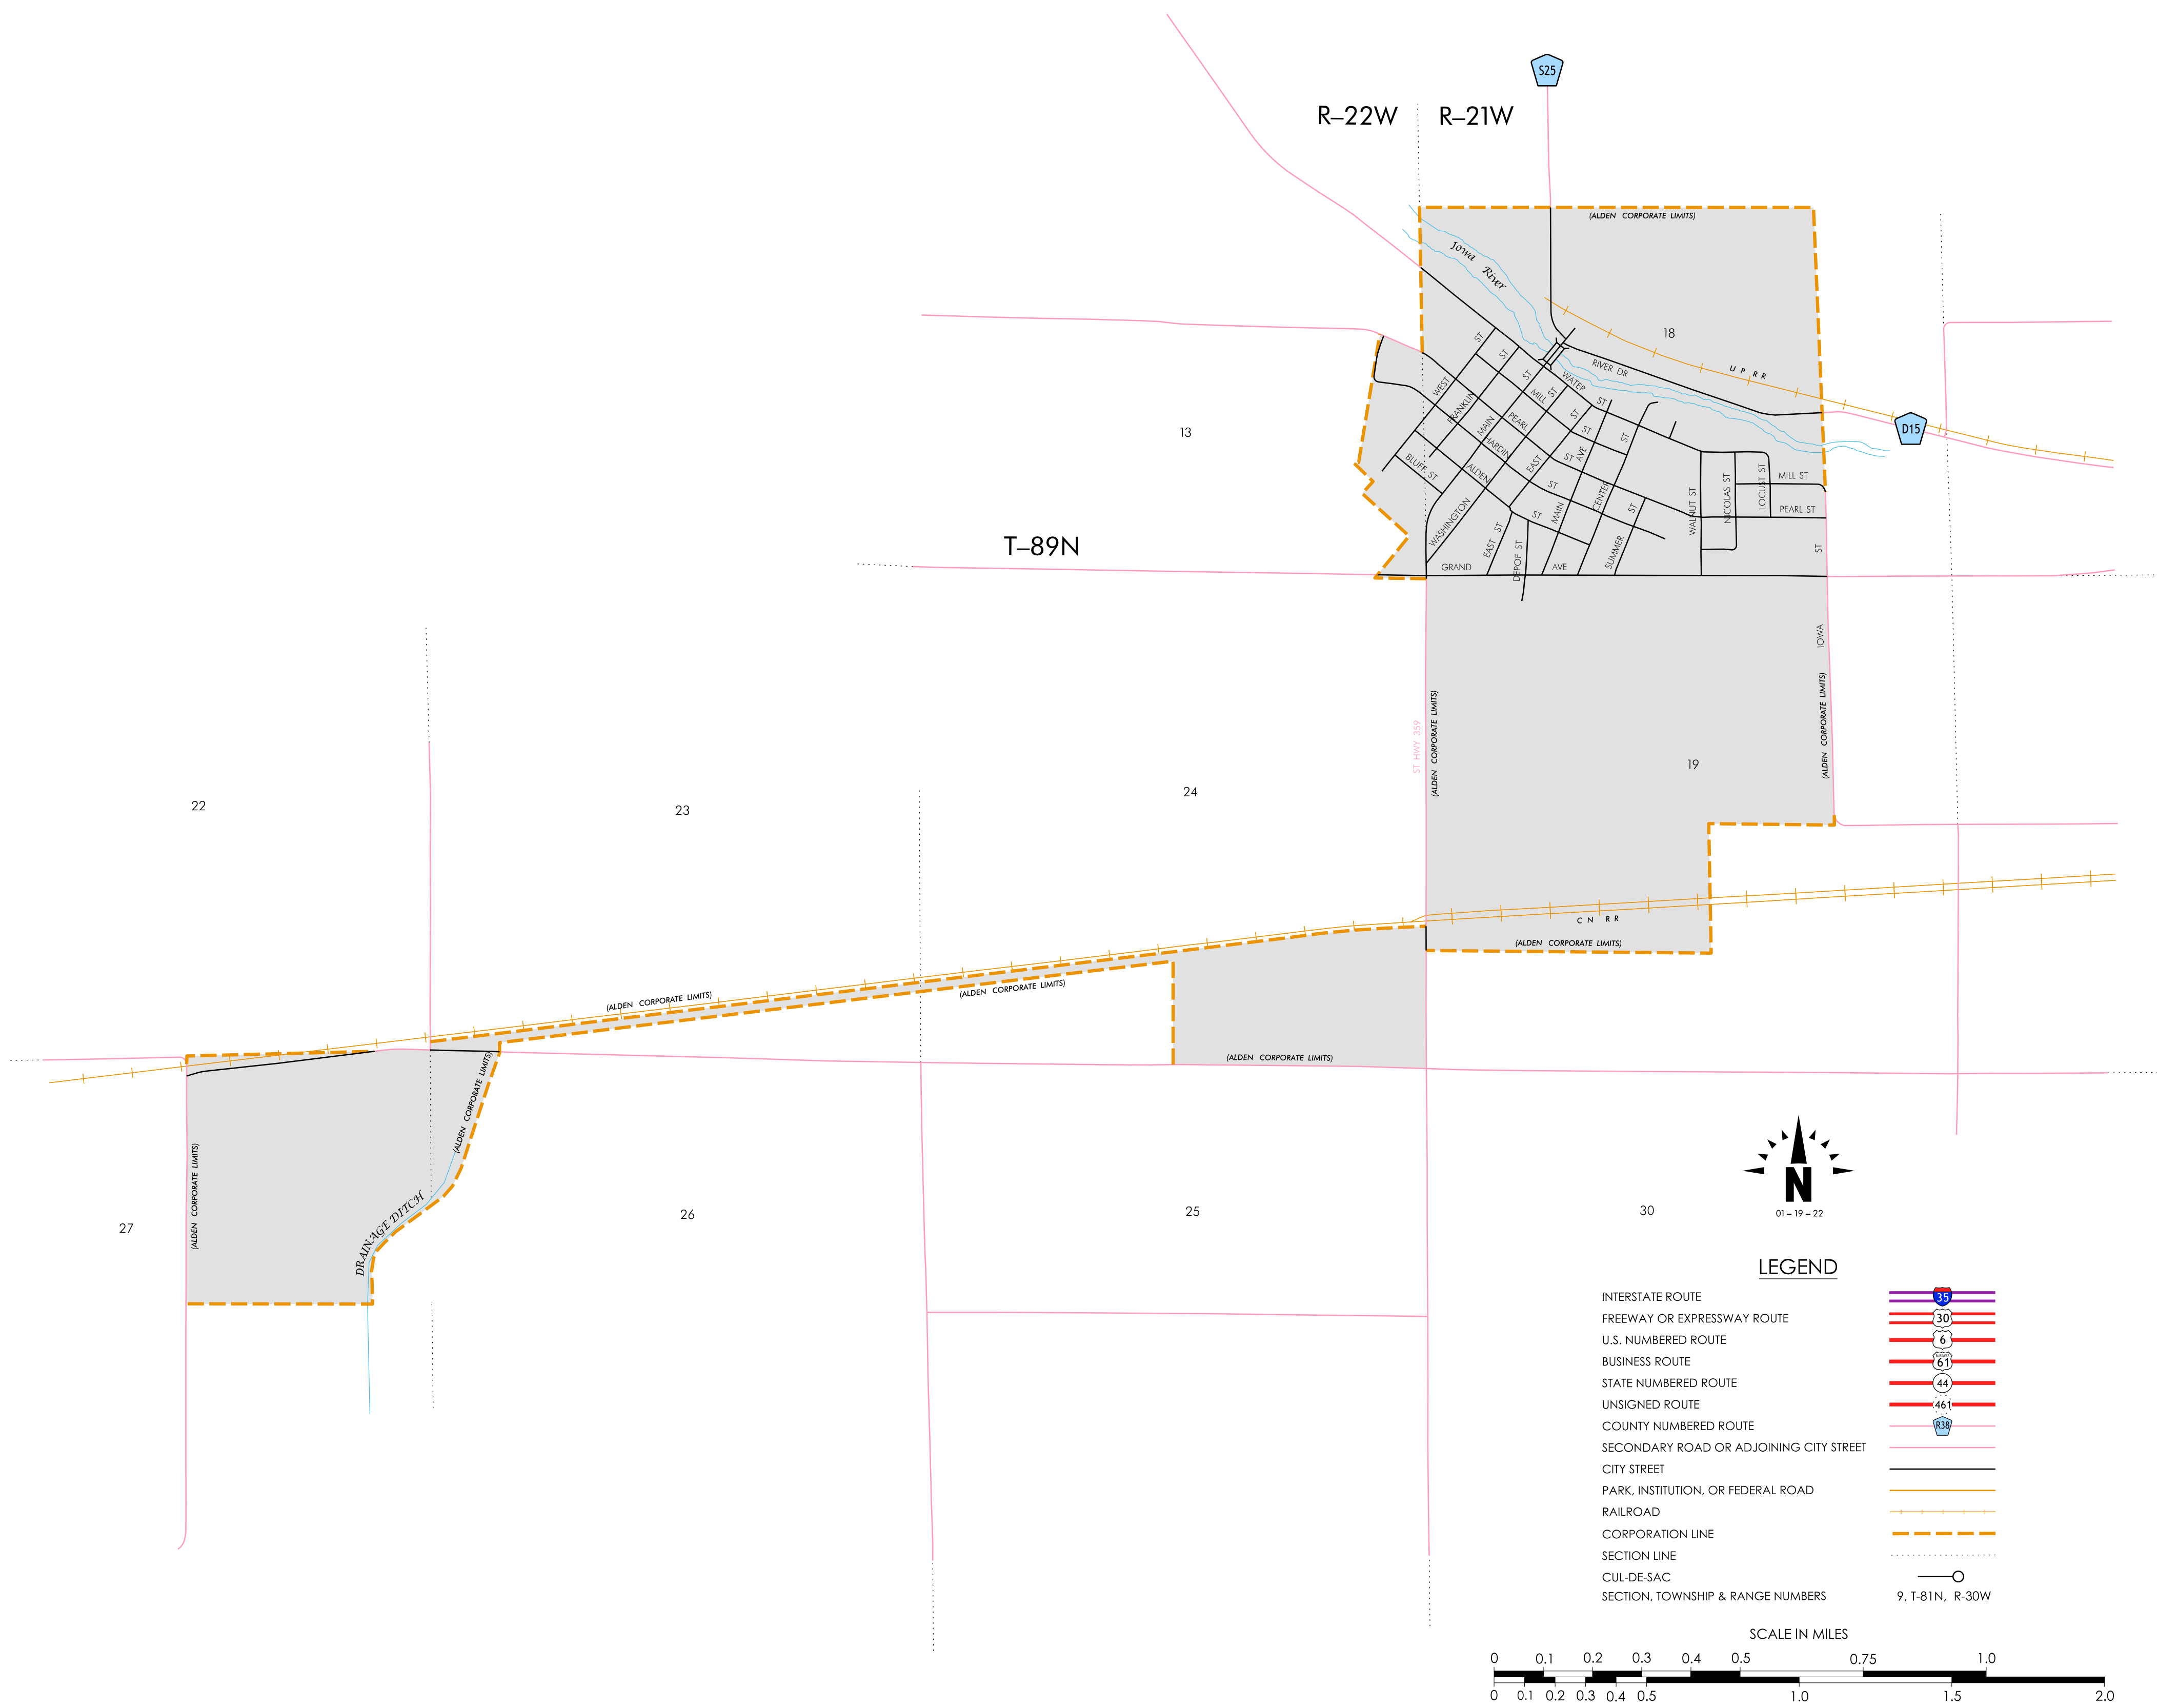 S25
R–22W
R–21W
(ALDEN CORPORATE LIMITS)
Iowa River
18
RIVER DR
U P R R
D15
13
WATER ST
WEST ST
FRANKLIN ST
MAIN ST
MILL ST
PEARL ST
HARDIN ST
ALDEN ST
BLUFF ST
WASHINGTON ST
EAST ST
MAIN AVE
CENTER ST
WALNUT ST
NICOLAS ST
LOCUST ST
MILL ST
PEARL ST
EAST ST
DEPOE ST
SUMMER ST
GRAND AVE
IOWA ST
T–89N
(ALDEN CORPORATE LIMITS)
ST HWY 359
(ALDEN CORPORATE LIMITS)
19
22
23
24
C N R R
(ALDEN CORPORATE LIMITS)
(ALDEN CORPORATE LIMITS)
(ALDEN CORPORATE LIMITS)
(ALDEN CORPORATE LIMITS)
(ALDEN CORPORATE LIMITS)
(ALDEN CORPORATE LIMITS)
DRAINAGE DITCH
27
26
25
30
N
01–19–22
LEGEND
INTERSTATE ROUTE 35
FREEWAY OR EXPRESSWAY ROUTE 30
U.S. NUMBERED ROUTE 6
BUSINESS ROUTE 61
STATE NUMBERED ROUTE 44
UNSIGNED ROUTE 461
COUNTY NUMBERED ROUTE R38
SECONDARY ROAD OR ADJOINING CITY STREET
CITY STREET
PARK, INSTITUTION, OR FEDERAL ROAD
RAILROAD
CORPORATION LINE
SECTION LINE
CUL-DE-SAC
SECTION, TOWNSHIP & RANGE NUMBERS 9, T-81N, R-30W
SCALE IN MILES
0 0.1 0.2 0.3 0.4 0.5 0.75 1.0
0 0.1 0.2 0.3 0.4 0.5 1.0 1.5 2.0